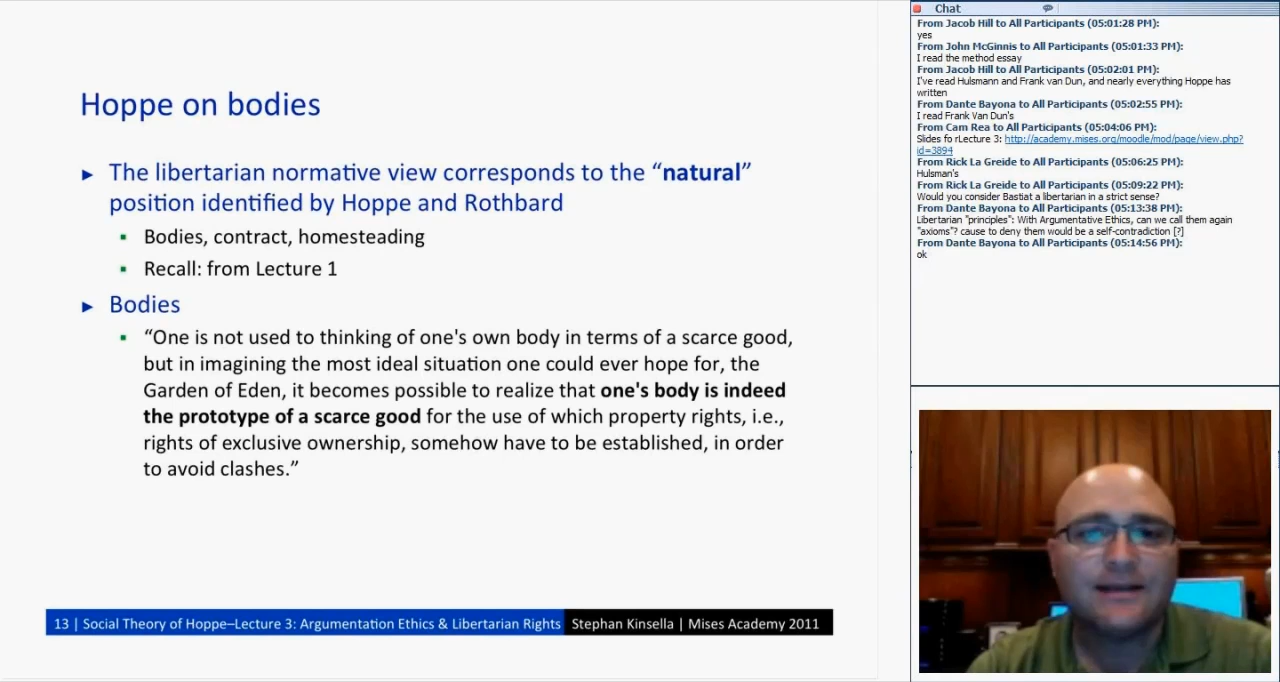 Hoppe on bodies
► The libertarian normative view corresponds to the “natural”
position identified by Hoppe and Rothbard
▪ Bodies, contract, homesteading
▪ Recall: from Lecture 1
► Bodies
▪ “One is not used to thinking of one's own body in terms of a scarce good,
but in imagining the most ideal situation one could ever hope for, the
Garden of Eden, it becomes possible to realize that one's body is indeed
the prototype of a scarce good for the use of which property rights, i.e.,
rights of exclusive ownership, somehow have to be established, in order
to avoid clashes.”
13 | Social Theory of Hoppe–Lecture 3: Argumentation Ethics & Libertarian Rights Stephan Kinsella | Mises Academy 2011
Chat
From Jacob Hill to All Participants (05:01:28 PM):
yes
From John McGinnis to All Participants (05:01:33 PM):
I read the method essay
From Jacob Hill to All Participants (05:02:01 PM):
I've read Hulsmann and Frank van Dun, and nearly everything Hoppe has
written
From Dante Bayona to All Participants (05:02:55 PM):
I read Frank Van Dun's
From Cam Rea to All Participants (05:04:06 PM):
Slides fo rLecture 3: http://academy.mises.org/moodle/mod/page/view.php?
id=3894
From Rick La Greide to All Participants (05:06:25 PM):
Hulsman's
From Rick La Greide to All Participants (05:09:22 PM):
Would you consider Bastiat a libertarian in a strict sense?
From Dante Bayona to All Participants (05:13:38 PM):
Libertarian "principles": With Argumentative Ethics, can we call them again
"axioms"? cause to deny them would be a self-contradiction [?]
From Dante Bayona to All Participants (05:14:56 PM):
ok